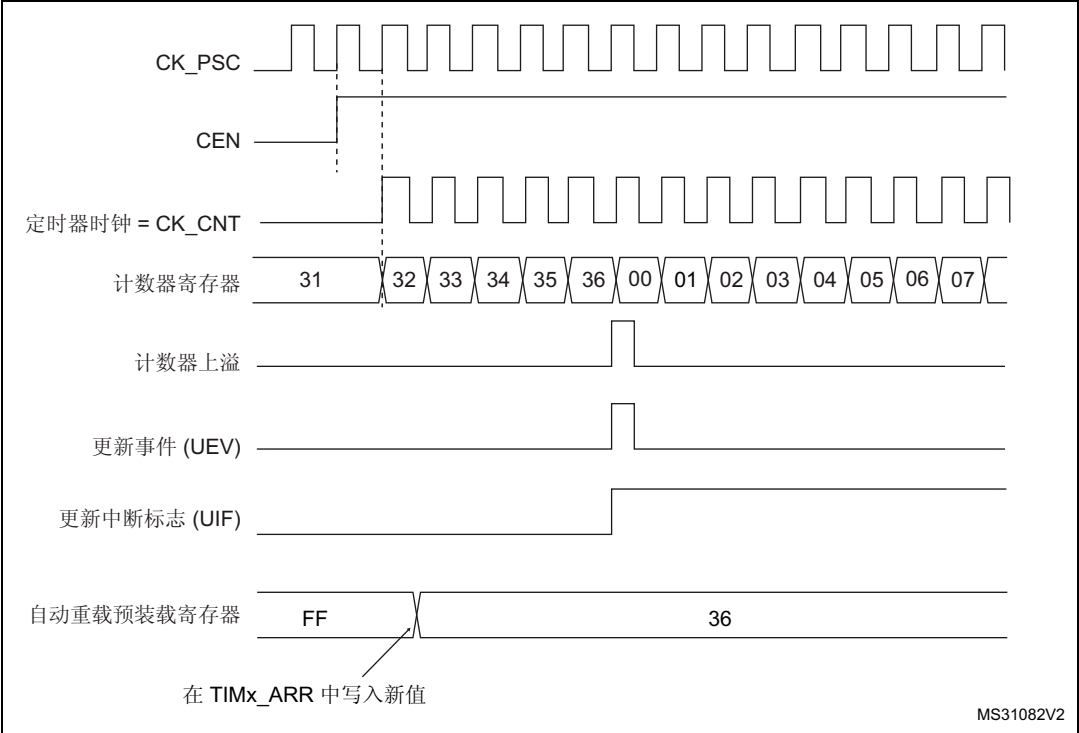 CK_PSC
CEN
定时器时钟 = CK_CNT
计数器寄存器 31 32 33 34 35 36 00 01 02 03 04 05 06 07
计数器上溢
更新事件 (UEV)
更新中断标志 (UIF)
自动重载预装载寄存器 FF 36
在 TIMx_ARR 中写入新值
MS31082V2